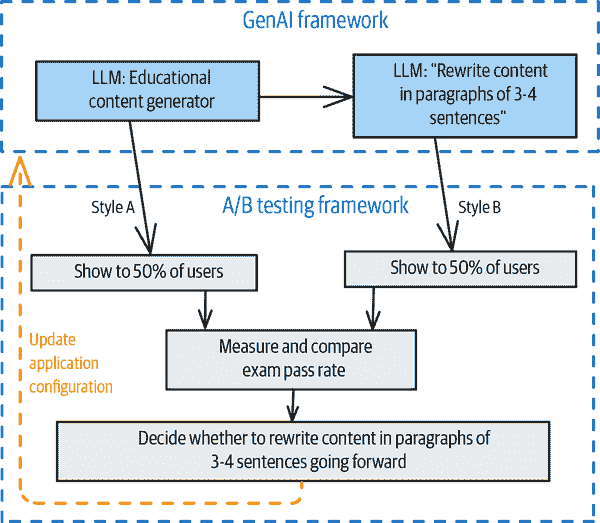 GenAI framework
LLM: Educational
content generator
LLM: "Rewrite content
in paragraphs of 3-4
sentences"
Style A
A/B testing framework
Style B
Show to 50% of users
Show to 50% of users
Update
application
configuration
Measure and compare
exam pass rate
Decide whether to rewrite content in paragraphs of
3-4 sentences going forward